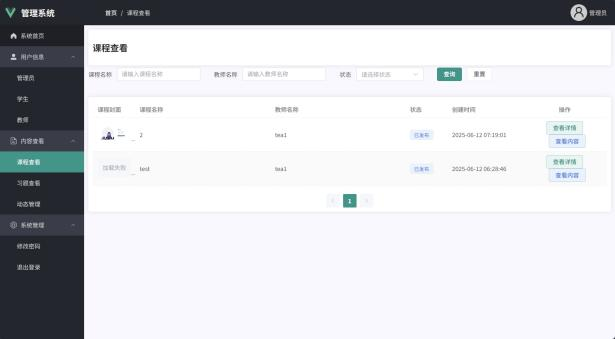 管理系统
首页 / 课程查看
管理员
系统首页
用户信息
管理员
学生
教师
内容查看
课程查看
习题查看
动态管理
系统管理
修改密码
退出登录
课程查看
课程名称 请输入课程名称 教师名称 请输入教师名称 状态 请选择状态 查询 重置
课程封面 课程名称 教师名称 状态 创建时间 操作
2 tea1 已发布 2025-06-12 07:19:01 查看详情
查看内容
加载失败 test tea1 已发布 2025-06-12 06:28:46 查看详情
查看内容
1